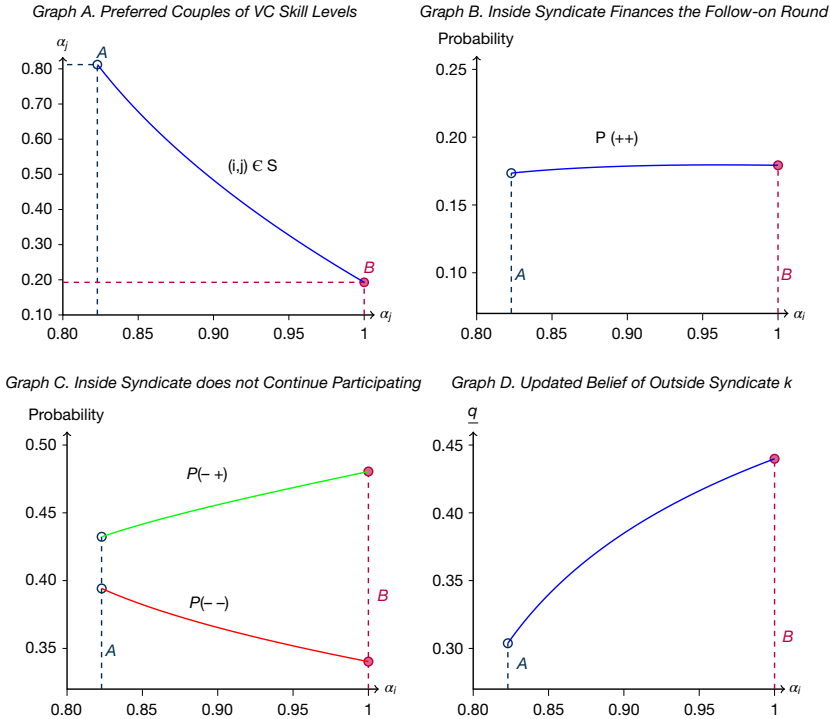 Graph A. Preferred Couples of VC Skill Levels
αj
A
0.80
0.70
0.60
0.50
0.40
0.30
0.20
0.10
(i,j) Є S
B
0.80
0.85
0.90
0.95
1
αj
Graph B. Inside Syndicate Finances the Follow-on Round
Probability
0.25
0.20
0.15
0.10
P (++)
A
B
0.80
0.85
0.90
0.95
1
αi
Graph C. Inside Syndicate does not Continue Participating
Probability
0.50
0.45
0.40
0.35
P(− +)
P(− −)
A
B
0.80
0.85
0.90
0.95
1
αi
Graph D. Updated Belief of Outside Syndicate k
q
0.45
0.40
0.35
0.30
A
B
0.80
0.85
0.90
0.95
1
αi